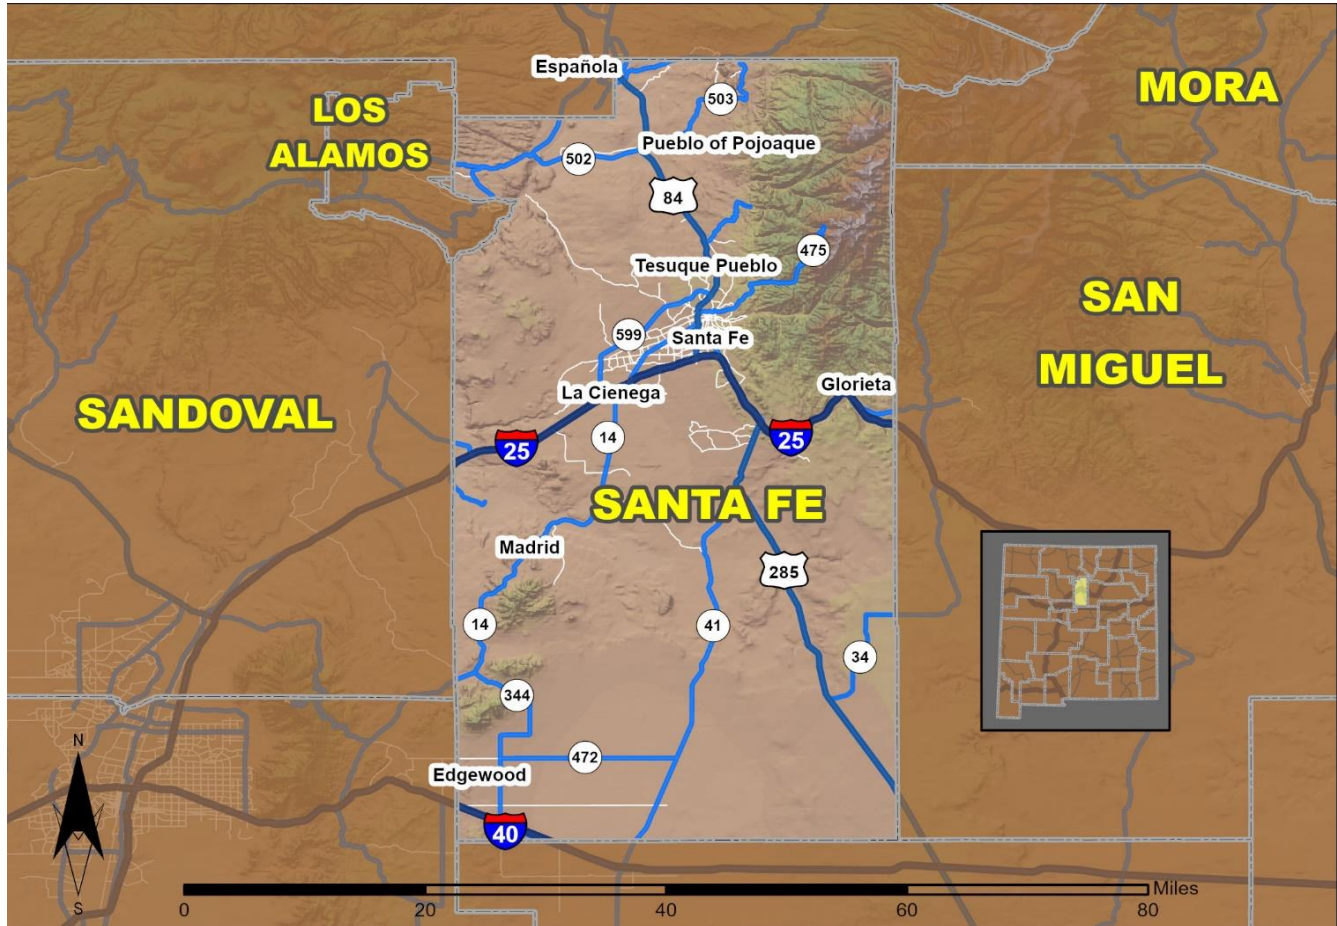 Española
503
MORA
LOS
ALAMOS
Pueblo of Pojoaque
502
84
475
Tesuque Pueblo
SAN
MIGUEL
599
Santa Fe
Glorieta
La Cienega
SANDOVAL
14
25
25
SANTA FE
Madrid
285
14
41
34
344
N
472
Edgewood
40
S
Miles
0 20 40 60 80